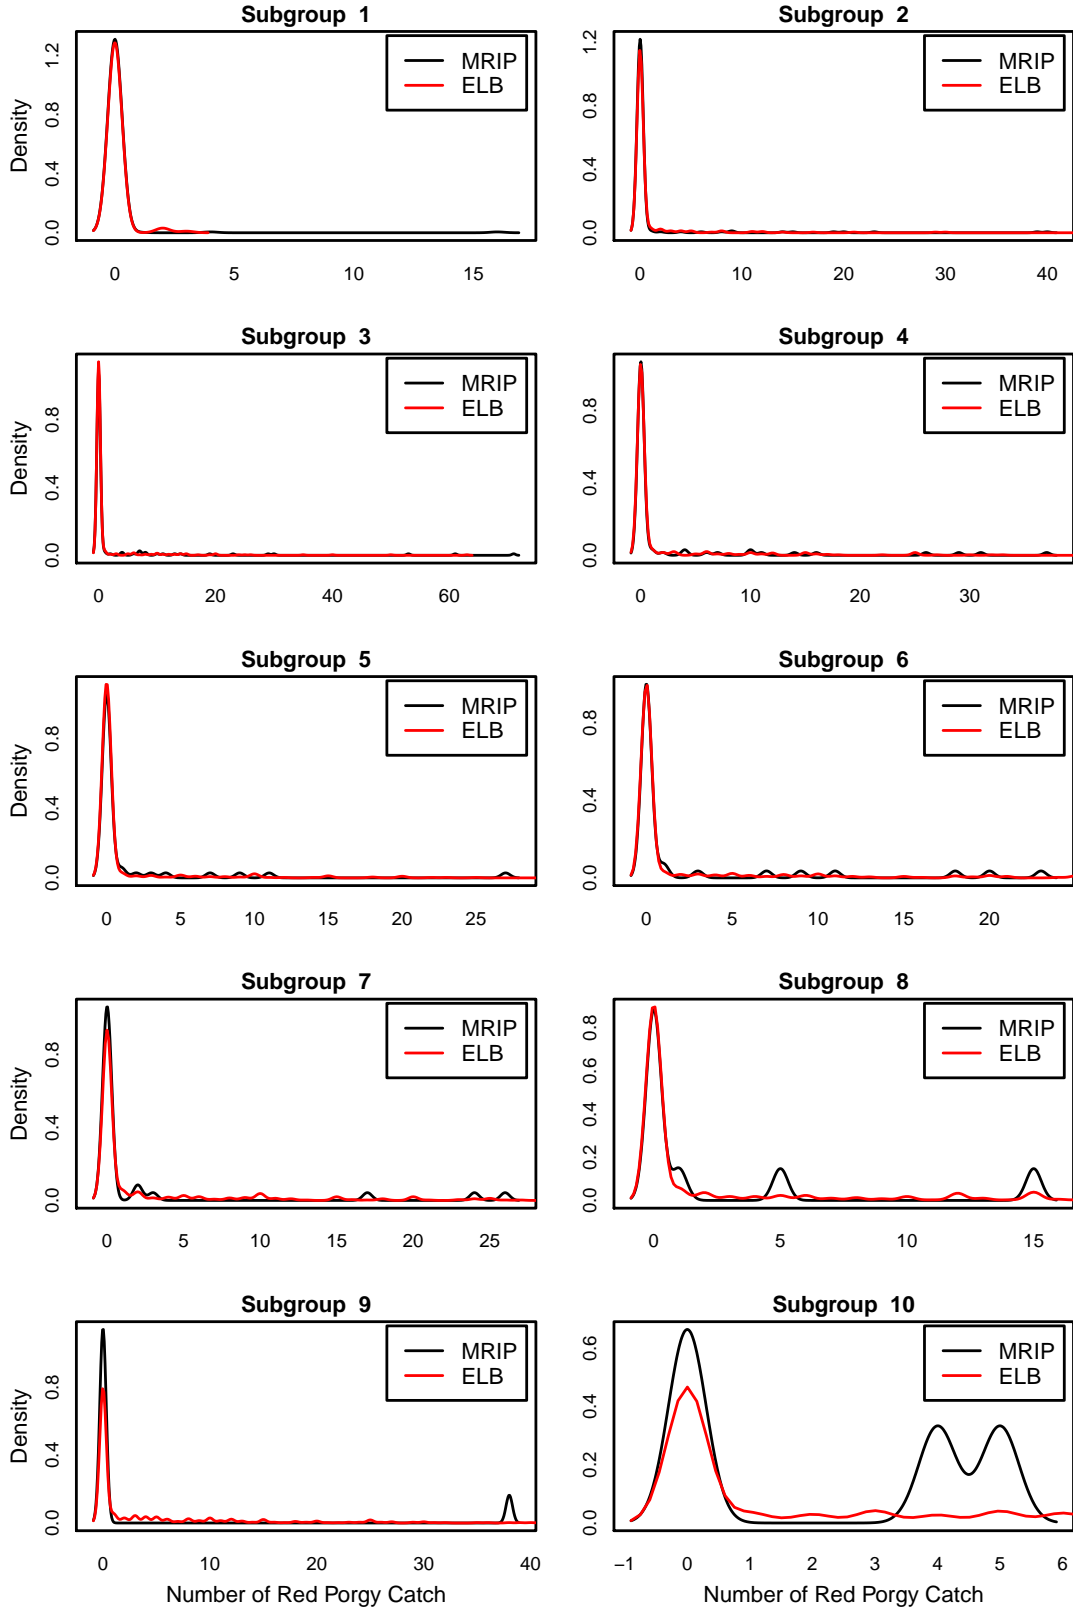 Subgroup 1
Density
0.0 0.4 0.8 1.2
MRIP
ELB
0 5 10 15
Subgroup 2
0.0 0.4 0.8 1.2
MRIP
ELB
0 10 20 30 40
Subgroup 3
Density
0.0 0.4 0.8
MRIP
ELB
0 20 40 60
Subgroup 4
0.0 0.4 0.8
MRIP
ELB
0 10 20 30
Subgroup 5
Density
0.0 0.4 0.8
MRIP
ELB
0 5 10 15 20 25
Subgroup 6
0.0 0.4 0.8
MRIP
ELB
0 5 10 15 20
Subgroup 7
Density
0.0 0.4 0.8
MRIP
ELB
0 5 10 15 20 25
Subgroup 8
0.0 0.2 0.4 0.6 0.8
MRIP
ELB
0 5 10 15
Subgroup 9
Density
0.0 0.4 0.8
MRIP
ELB
0 10 20 30 40
Number of Red Porgy Catch
Subgroup 10
0.0 0.2 0.4 0.6
MRIP
ELB
−1 0 1 2 3 4 5 6
Number of Red Porgy Catch